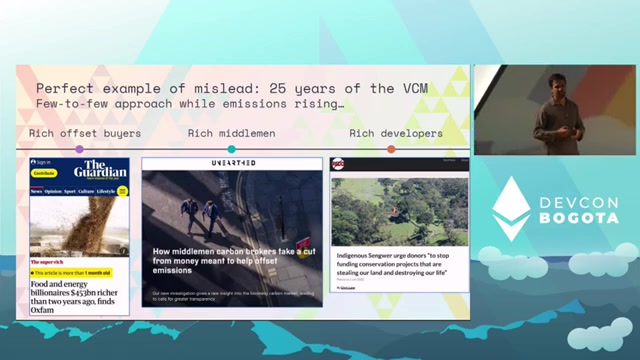 Perfect example of mislead: 25 years of the VCM
Few-to-few approach while emissions rising…
Rich offset buyers
Rich middlemen
Rich developers
Sign in
Contribute
The
Guardian
News Opinion Sport Culture Lifestyle
The super-rich
This article is more than 1 month old
Food and energy
billionaires $453bn richer
than two years ago, finds
Oxfam
UNEARTHED
How middlemen carbon brokers take a cut
from money meant to help offset
emissions
Our new investigation gives a rare insight into the booming carbon market, leading
to calls for greater transparency
Indigenous Sengwer urge donors "to stop
funding conservation projects that are
stealing our land and destroying our life"
DEVCON
BOGOTA